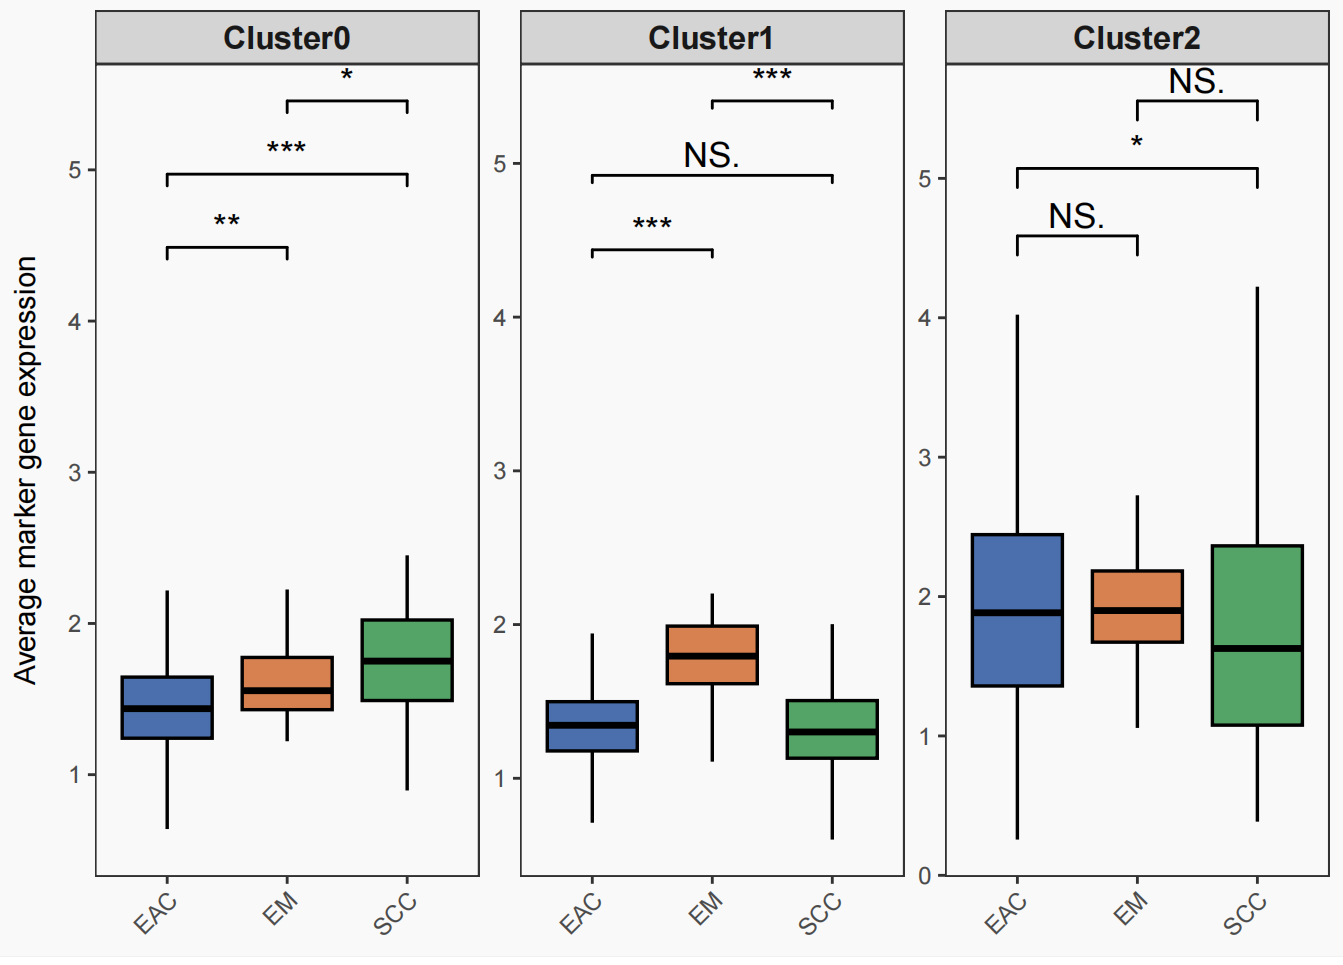 Cluster0
Cluster1
Cluster2
Average marker gene expression
*
***
**
5
4
3
2
1
EAC
EM
SCC
***
NS.
***
5
4
3
2
1
EAC
EM
SCC
NS.
*
NS.
5
4
3
2
1
0
EAC
EM
SCC